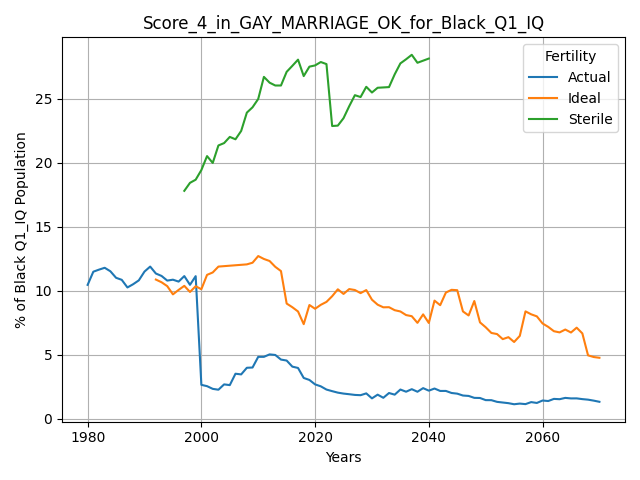 Score_4_in_GAY_MARRIAGE_OK_for_Black_Q1_IQ
Fertility
Actual
Ideal
Sterile
% of Black Q1_IQ Population
25
20
15
10
5
0
1980
2000
2020
2040
2060
Years